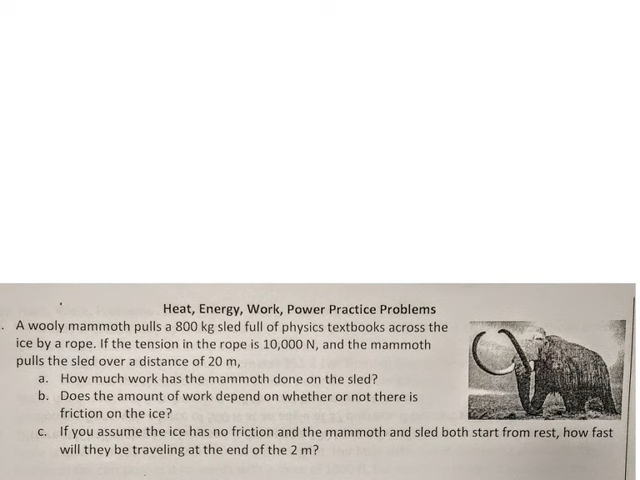 Heat, Energy, Work, Power Practice Problems
. A wooly mammoth pulls a 800 kg sled full of physics textbooks across the
ice by a rope. If the tension in the rope is 10,000 N, and the mammoth
pulls the sled over a distance of 20 m,
a. How much work has the mammoth done on the sled?
b. Does the amount of work depend on whether or not there is
friction on the ice?
c. If you assume the ice has no friction and the mammoth and sled both start from rest, how fast
will they be traveling at the end of the 2 m?